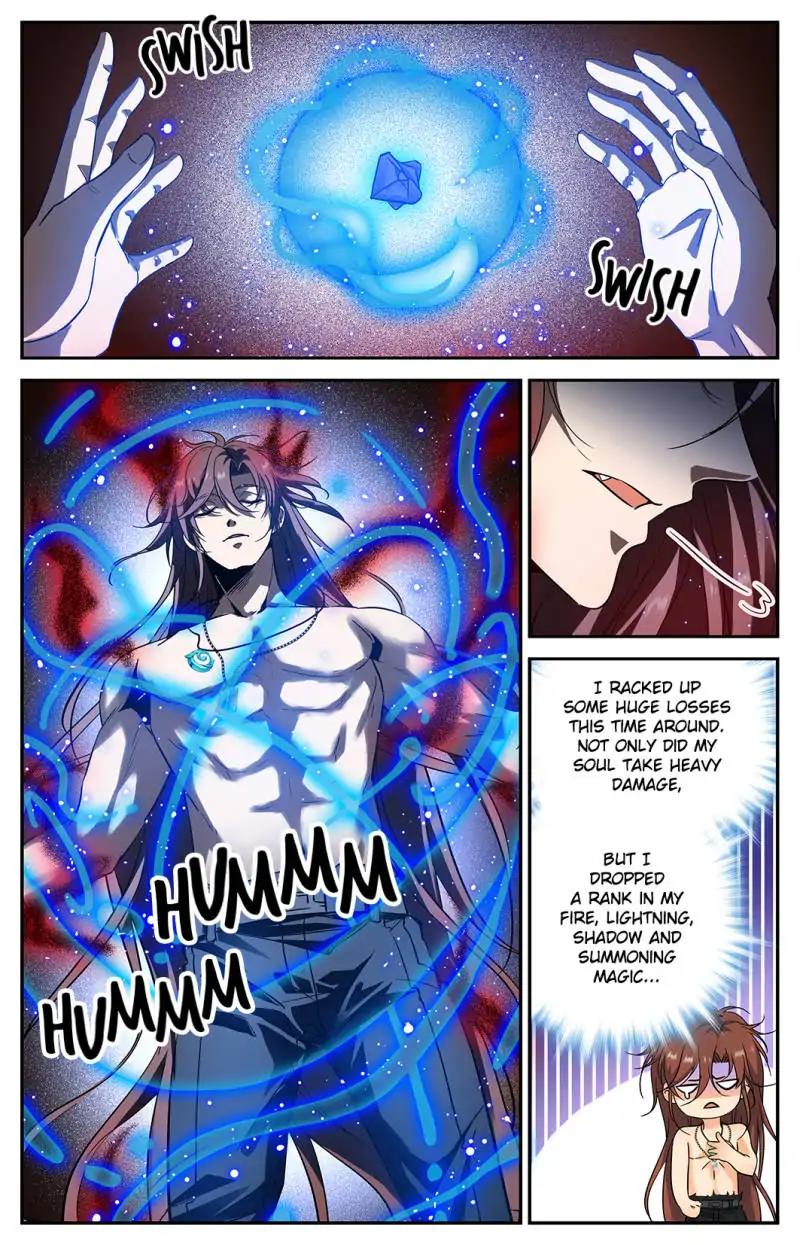 SWISH
SWISH
HUMMM
HUMMM
I RACKED UP
SOME HUGE LOSSES
THIS TIME AROUND.
NOT ONLY DID MY
SOUL TAKE HEAVY
DAMAGE,
BUT I
DROPPED
A RANK IN MY
FIRE, LIGHTNING,
SHADOW AND
SUMMONING
MAGIC...